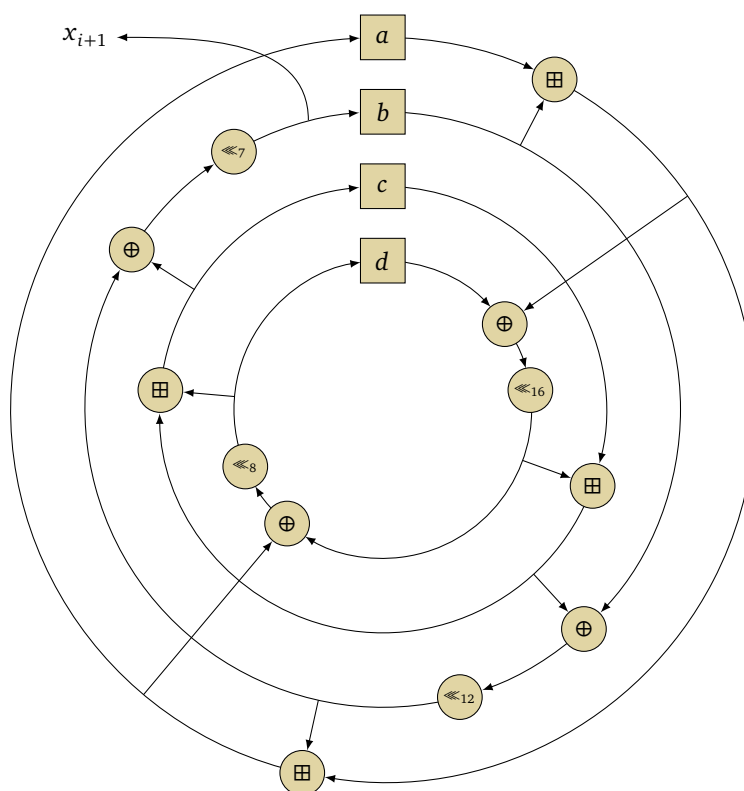 x_{i+1}
a
⊞
b
⋘7
c
⊕
d
⊕
⊞
⋘16
⋘8
⊞
⊕
⊕
⋘12
⊞